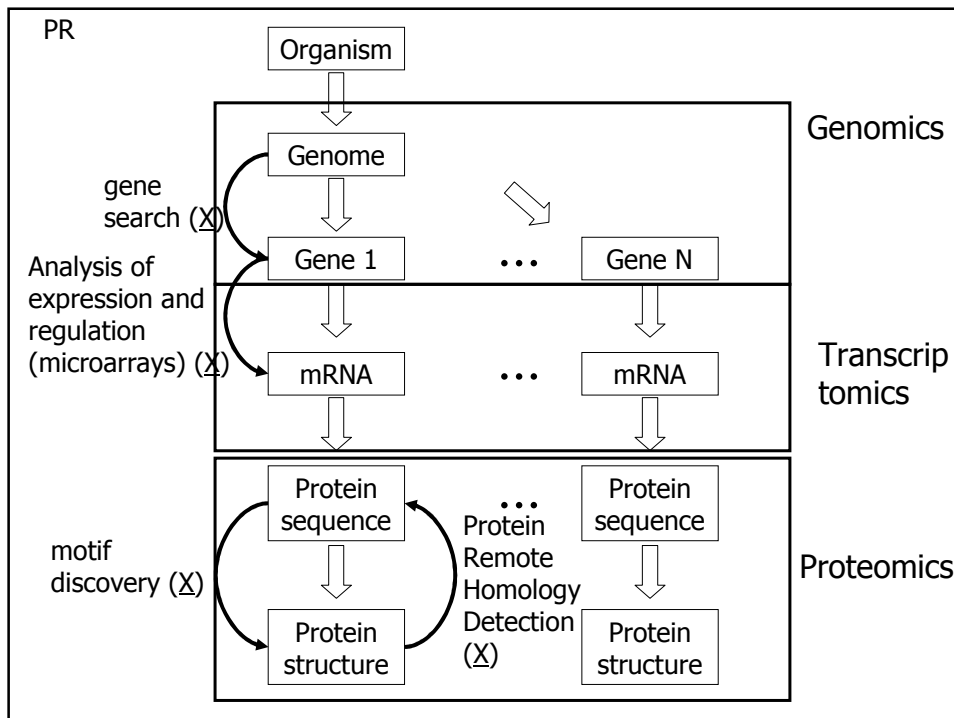 PR
Organism
Genomics
Genome
gene
search (X)
Gene 1
...
Gene N
Analysis of
expression and
regulation
(microarrays) (X)
mRNA
...
mRNA
Transcrip
tomics
Protein
sequence
...
Protein
sequence
motif
discovery (X)
Protein
Remote
Homology
Detection
(X)
Proteomics
Protein
structure
Protein
structure